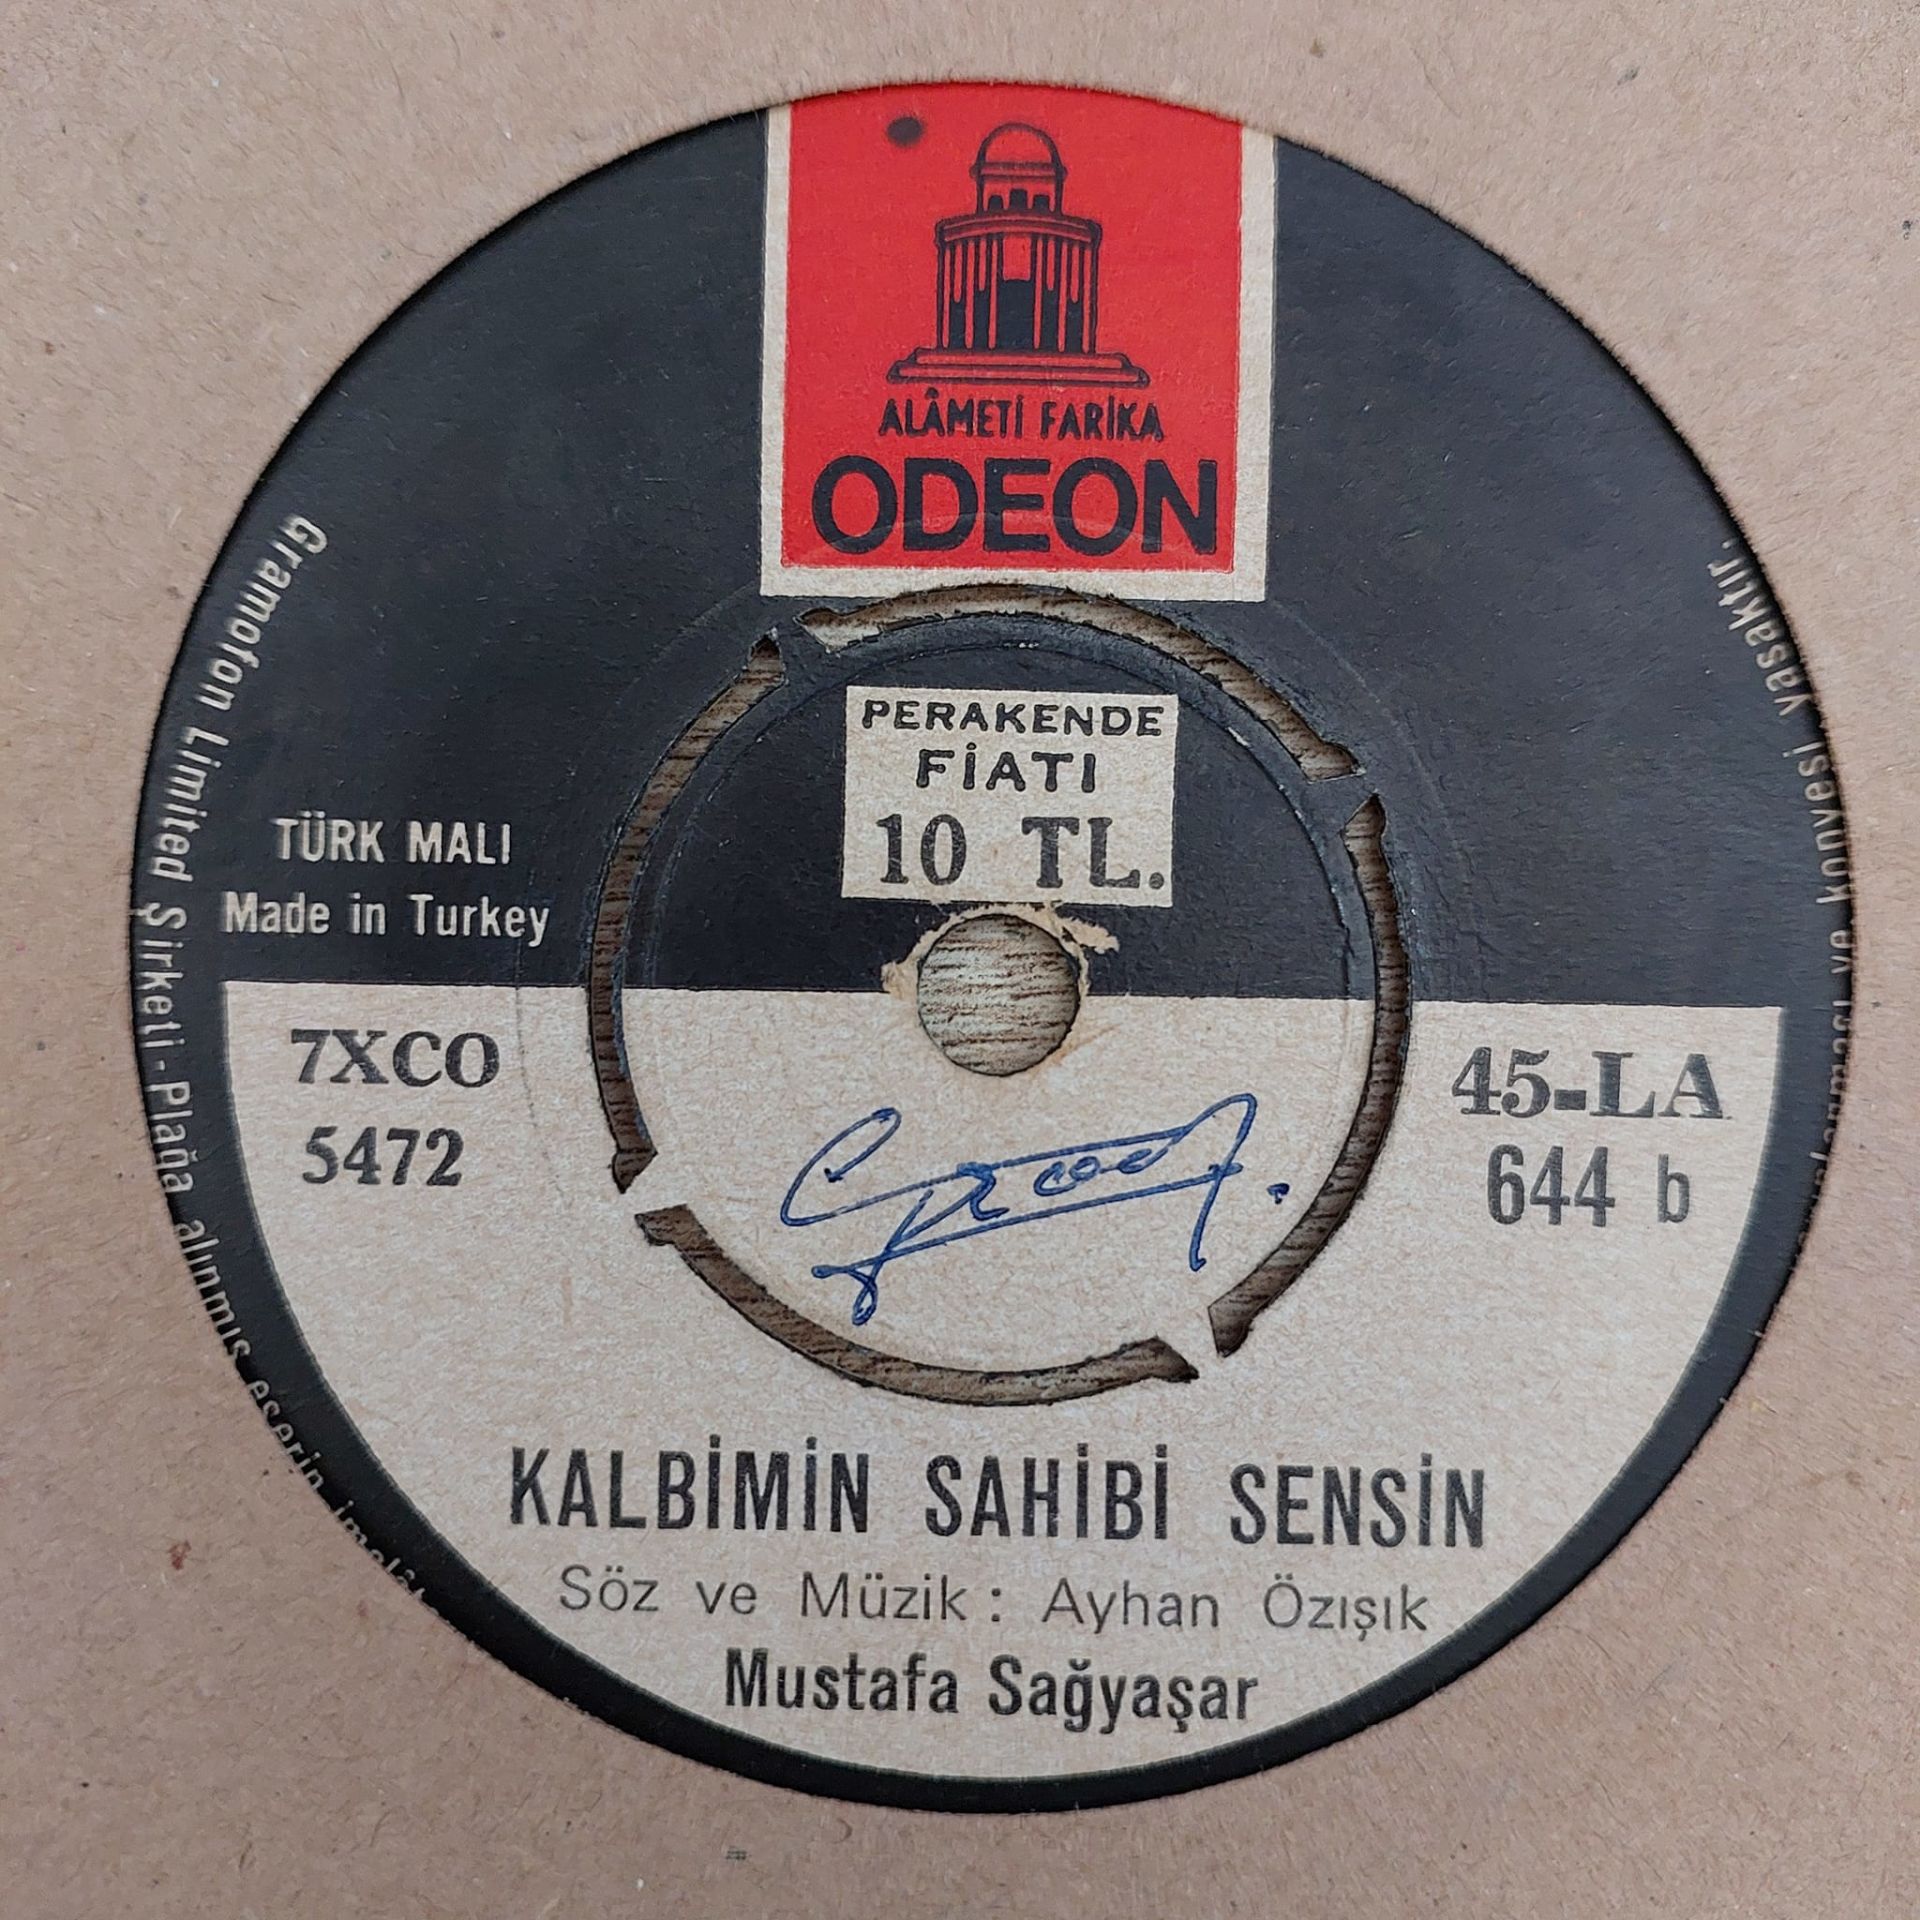 ALÂMETİ FARİKA
ODEON
PERAKENDE
FİATI
10 TL.
TÜRK MALI
Made in Turkey
7XCO
5472
45-LA
644 b
KALBİMİN SAHİBİ SENSİN
Söz ve Müzik: Ayhan Özışık
Mustafa Sağyaşar
Gramofon Limited Şirketi-Plağa alınmış eserin
ve kopyesi yasaktır.